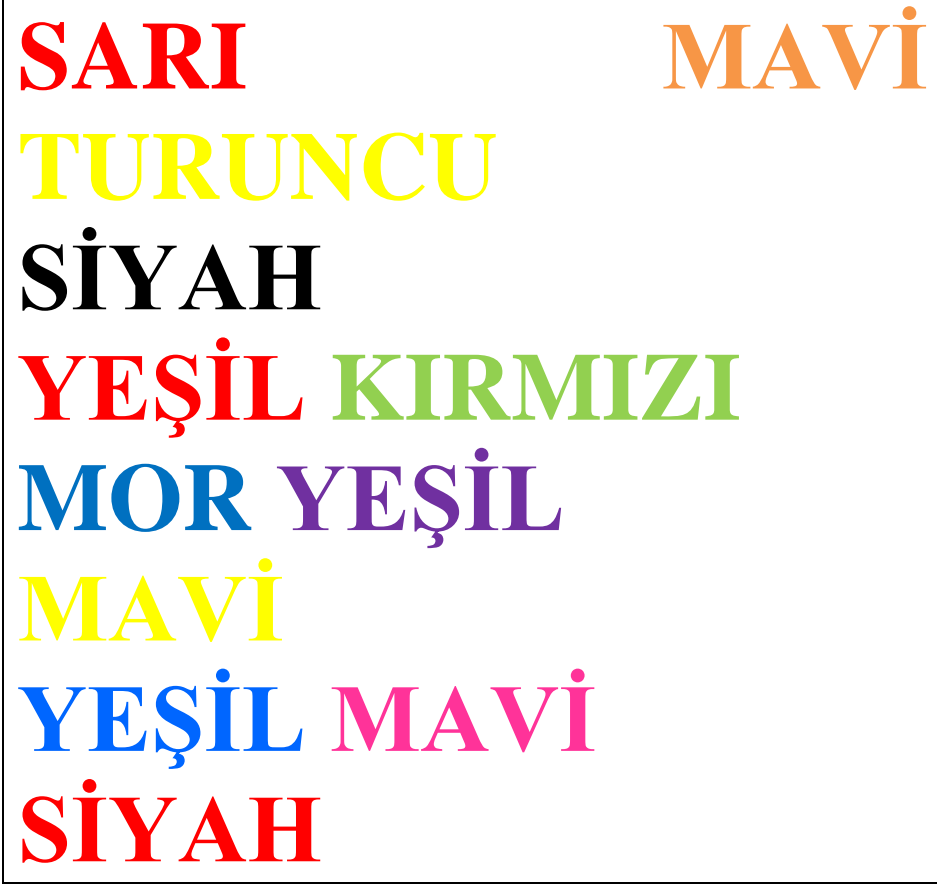 SARI MAVİ
TURUNCU
SİYAH
YEŞİL KIRMIZI
MOR YEŞİL
MAVİ
YEŞİL MAVİ
SİYAH